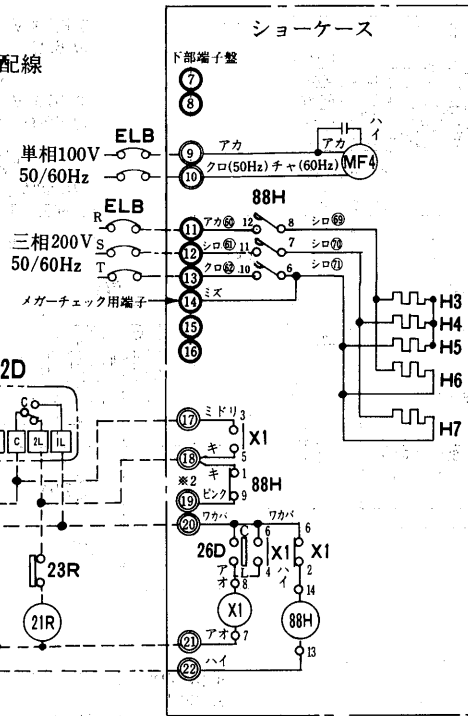 ショーケース
配線
下部端子盤
7
8
ELB
単相100V
50/60Hz
9 アカ アカ ハイ
10 クロ(50Hz) チャ(60Hz) MF4
88H
ELB
R
三相200V S
50/60Hz T
11 アカ60 12 8 シロ69
12 シロ61 11 7 シロ70
13 クロ62 10 6 シロ71
メガーチェック用端子 14 ミズ
15
16
H3
H4
H5
H6
H7
2D
C
C 2L 1L
17 ミドリ 3
X1
18 キ 5
キ 1
88H
※2
19 ピンク 9
20 ワカバ ワカバ
26D C 6 X1 6 X1
L 4 2
アオ 8 ハイ 14
X1 88H
23R
21R
21 アオ 7
22 ハイ 13